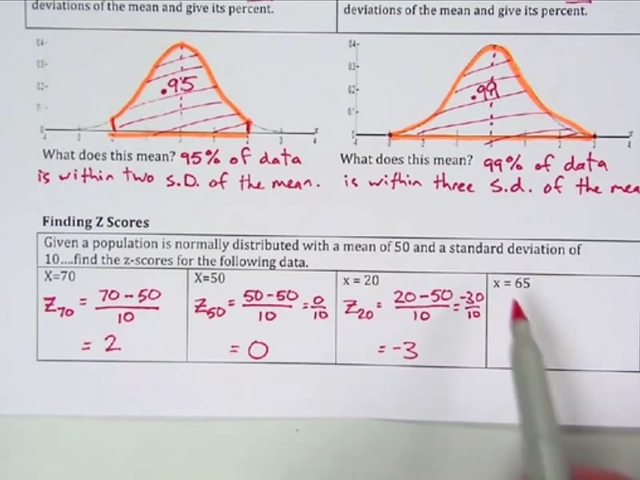 deviations of the mean and give its percent.
deviations of the mean and give its percent.
.95
.99
What does this mean? 95% of data
is within two S.D. of the mean.
What does this mean? 99% of data
is within three s.d. of the mea
Finding Z Scores
Given a population is normally distributed with a mean of 50 and a standard deviation of
10....find the z-scores for the following data.
X=70
Z70 = 70-50/10
= 2
X=50
Z50 = 50-50/10 = 0/10
= 0
x = 20
Z20 = 20-50/10 = -30/10
= -3
x = 65